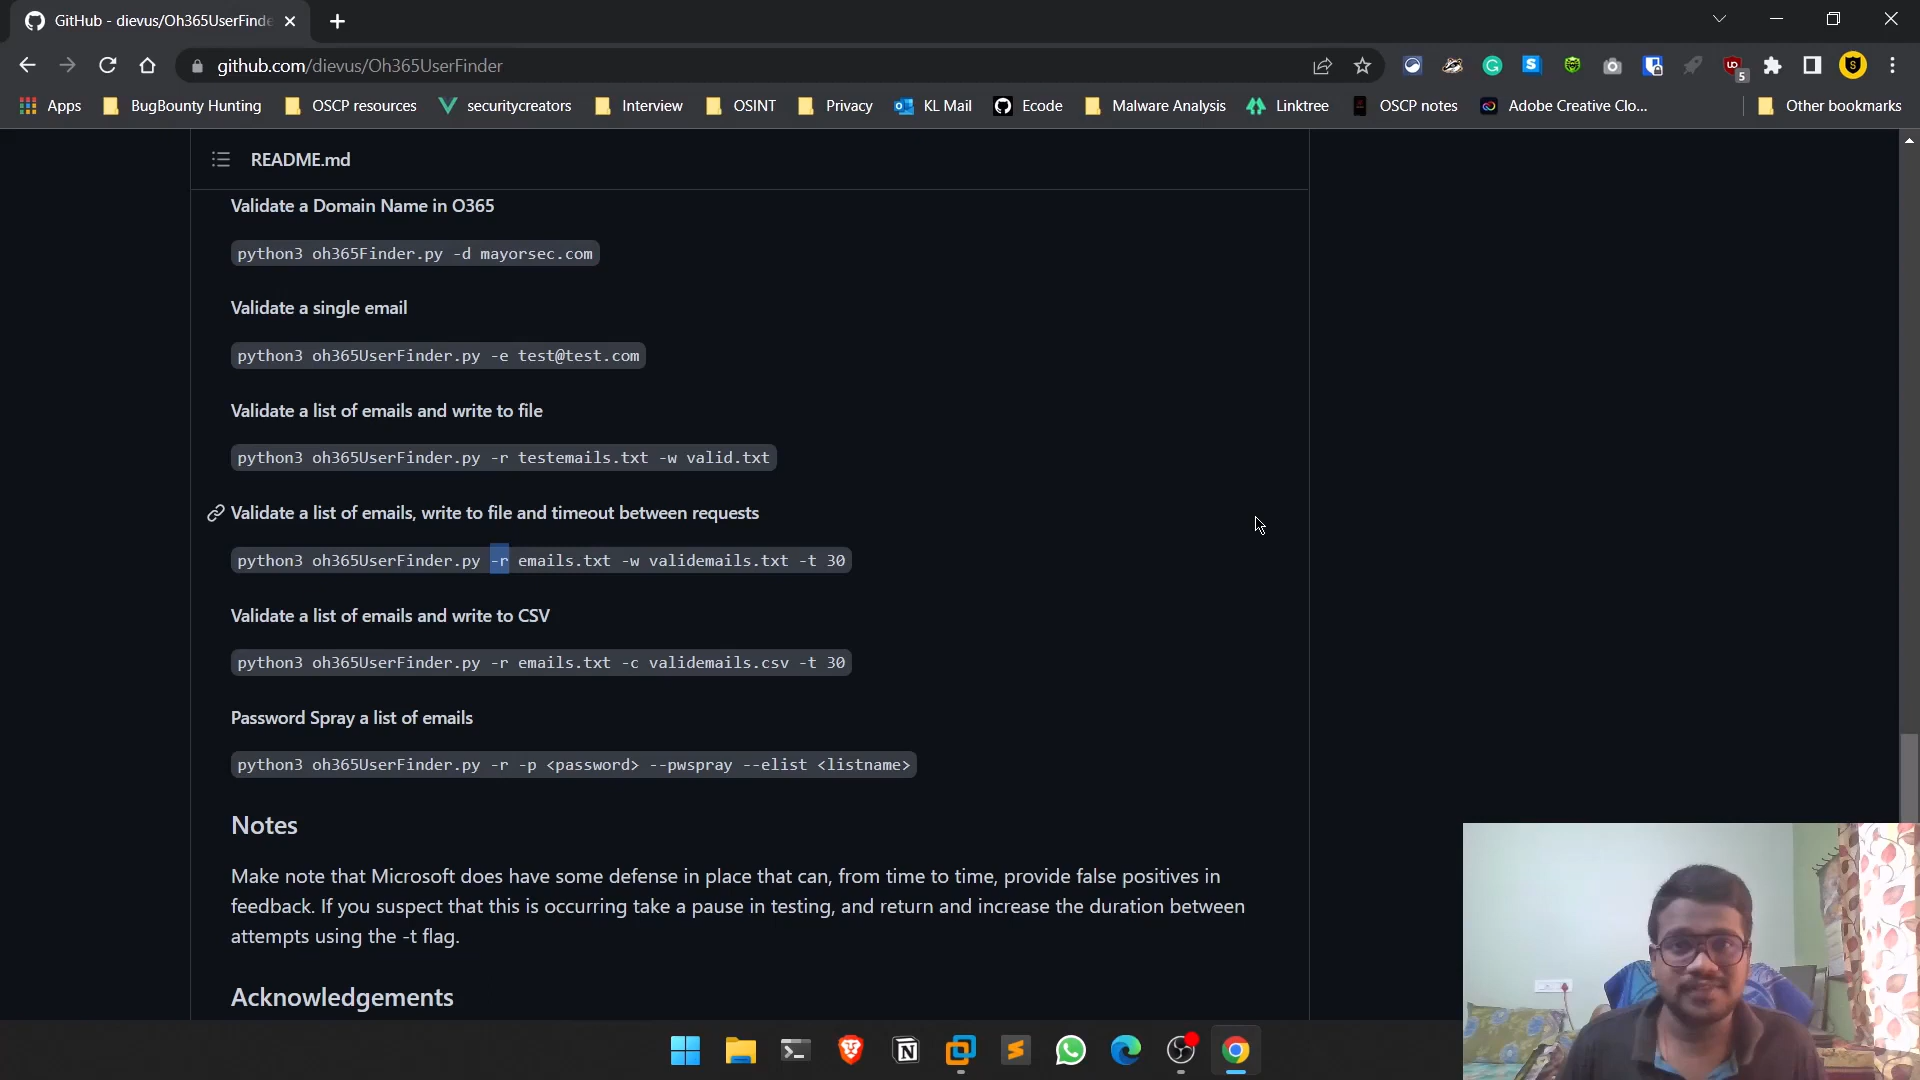 GitHub - dievus/Oh365UserFinde
github.com/dievus/Oh365UserFinder
5
Apps BugBounty Hunting OSCP resources securitycreators Interview OSINT Privacy KL Mail Ecode Malware Analysis Linktree OSCP notes Adobe Creative Clo... Other bookmarks
README.md
Validate a Domain Name in O365
python3 oh365Finder.py -d mayorsec.com
Validate a single email
python3 oh365UserFinder.py -e test@test.com
Validate a list of emails and write to file
python3 oh365UserFinder.py -r testemails.txt -w valid.txt
Validate a list of emails, write to file and timeout between requests
python3 oh365UserFinder.py -r emails.txt -w validemails.txt -t 30
Validate a list of emails and write to CSV
python3 oh365UserFinder.py -r emails.txt -c validemails.csv -t 30
Password Spray a list of emails
python3 oh365UserFinder.py -r -p <password> --pwspray --elist <listname>
Notes
Make note that Microsoft does have some defense in place that can, from time to time, provide false positives in
feedback. If you suspect that this is occurring take a pause in testing, and return and increase the duration between
attempts using the -t flag.
Acknowledgements